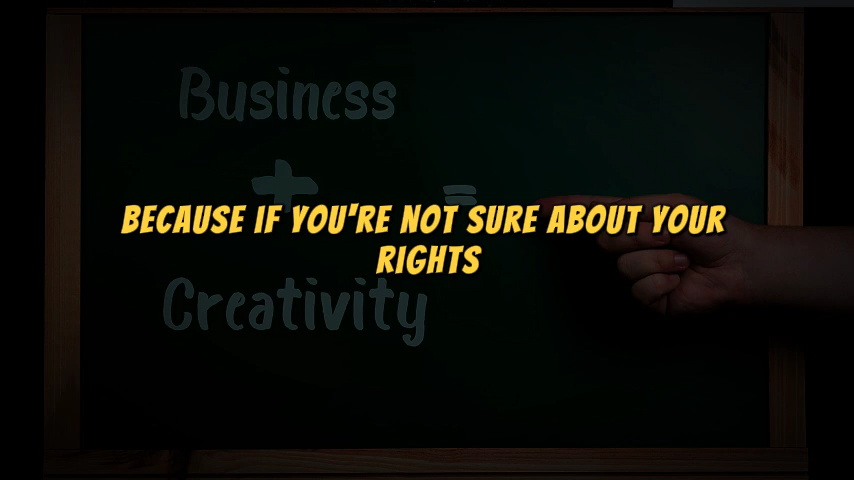 Business
+ =
BECAUSE IF YOU'RE NOT SURE ABOUT YOUR
RIGHTS
Creativity